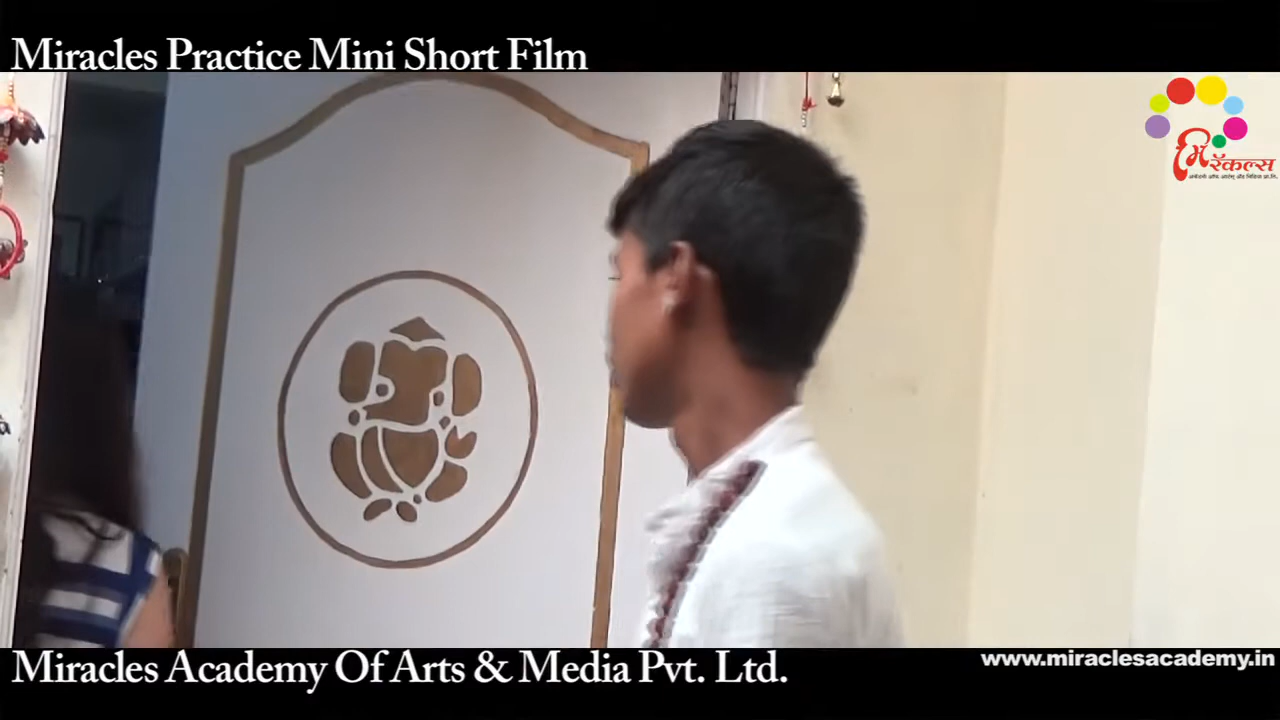 Miracles Practice Mini Short Film
मिरॅकल्स
Miracles Academy Of Arts & Media Pvt. Ltd.
www.miraclesacademy.in